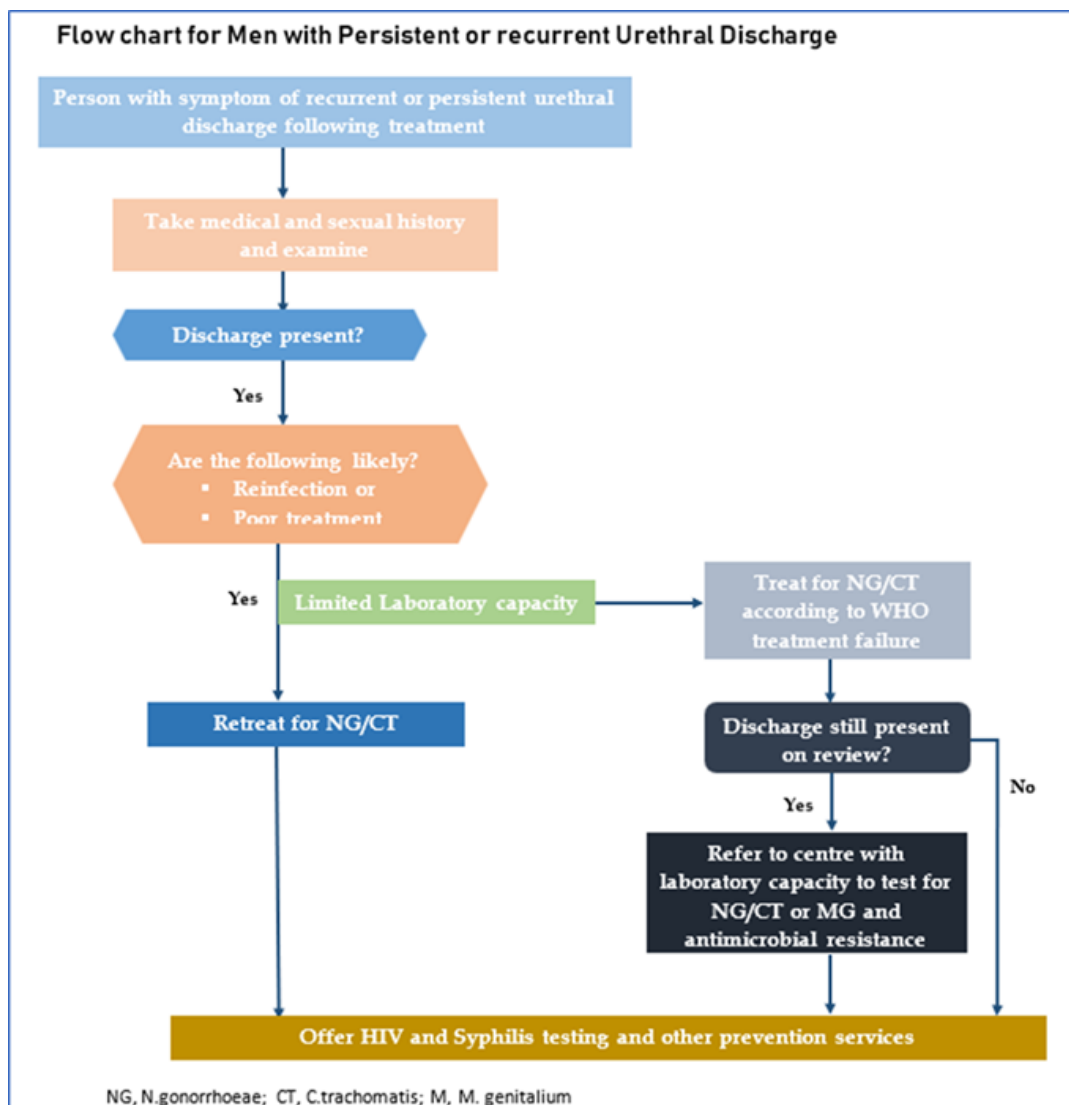 Flow chart for Men with Persistent or recurrent Urethral Discharge
Person with symptom of recurrent or persistent urethral
discharge following treatment
Take medical and sexual history
and examine
Discharge present?
Yes
Are the following likely?
▪ Reinfection or
▪ Poor treatment
Yes
Limited Laboratory capacity
Treat for NG/CT
according to WHO
treatment failure
Retreat for NG/CT
Discharge still present
on review?
No
Yes
Refer to centre with
laboratory capacity to test for
NG/CT or MG and
antimicrobial resistance
Offer HIV and Syphilis testing and other prevention services
NG, N.gonorrhoeae; CT, C.trachomatis; M, M. genitalium